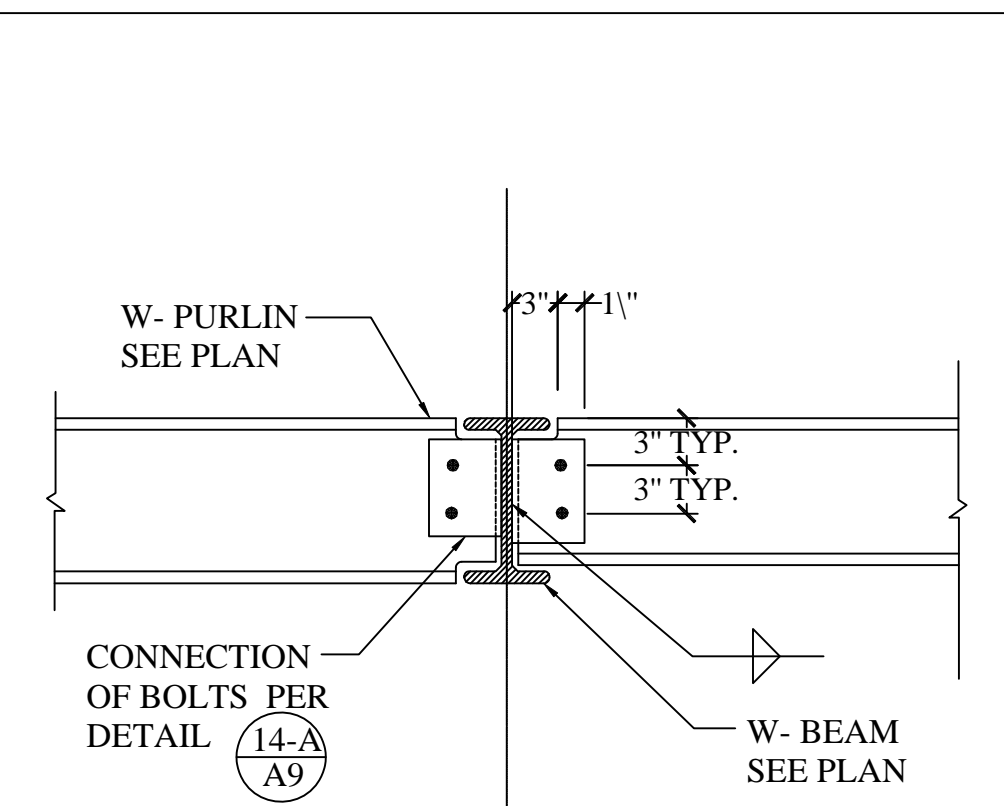 3" 1\"
W- PURLIN
SEE PLAN
3" TYP.
3" TYP.
CONNECTION
OF BOLTS PER
DETAIL
14-A
A9
W- BEAM
SEE PLAN